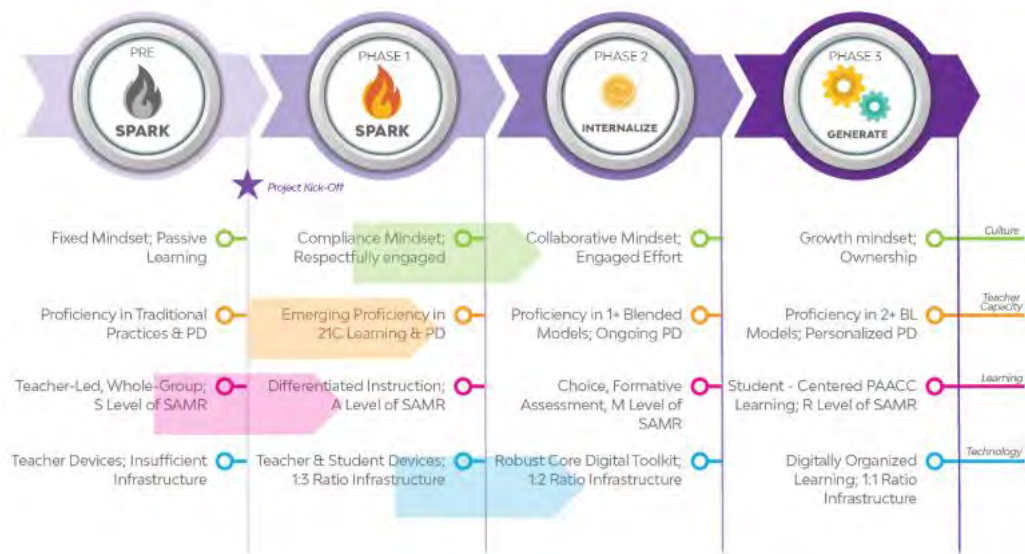 PRE
SPARK
PHASE 1
SPARK
PHASE 2
INTERNALIZE
PHASE 3
GENERATE
Project Kick-Off
Fixed Mindset; Passive
Learning
Compliance Mindset;
Respectfully engaged
Collaborative Mindset;
Engaged Effort
Growth mindset;
Ownership
Culture
Proficiency in Traditional
Practices & PD
Emerging Proficiency in
21C Learning & PD
Proficiency in 1+ Blended
Models; Ongoing PD
Proficiency in 2+ BL
Models; Personalized PD
Teacher
Capacity
Teacher-Led, Whole-Group;
S Level of SAMR
Differentiated Instruction;
A Level of SAMR
Choice, Formative
Assessment, M Level of
SAMR
Student - Centered PAACC
Learning; R Level of SAMR
Learning
Teacher Devices; Insufficient
Infrastructure
Teacher & Student Devices;
1:3 Ratio Infrastructure
Robust Core Digital Toolkit;
1:2 Ratio Infrastructure
Digitally Organized
Learning; 1:1 Ratio
Infrastructure
Technology